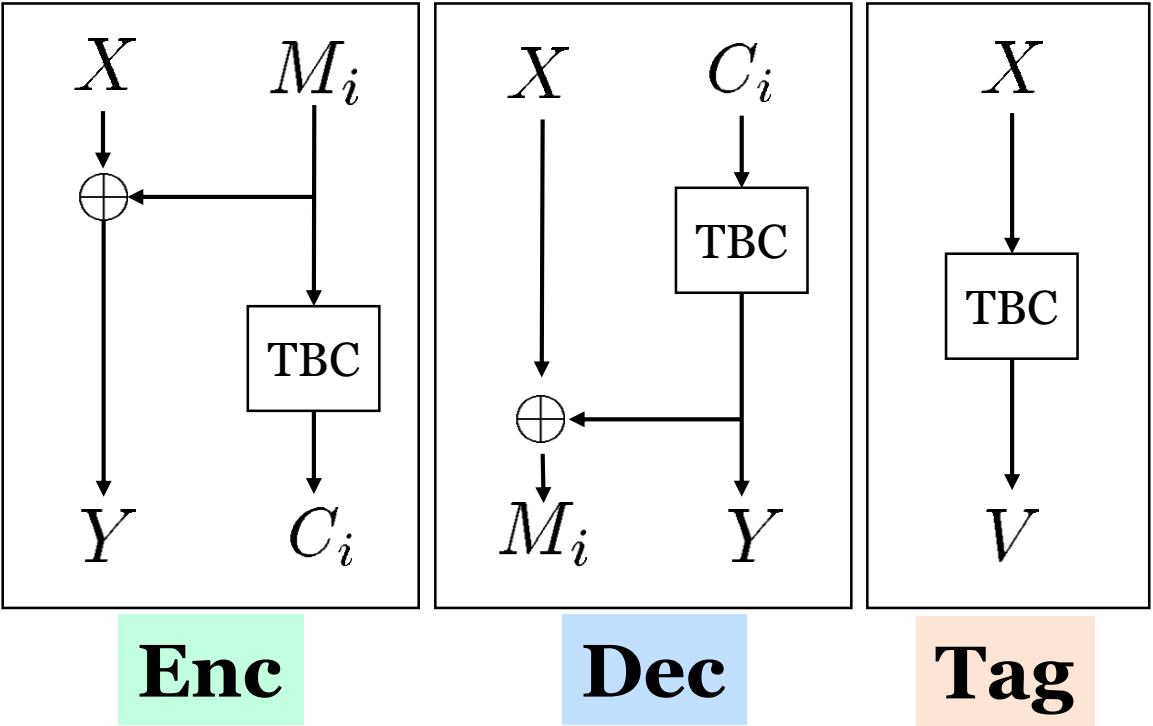 X M_i
TBC
Y C_i
Enc
X C_i
TBC
M_i Y
Dec
X
TBC
V
Tag